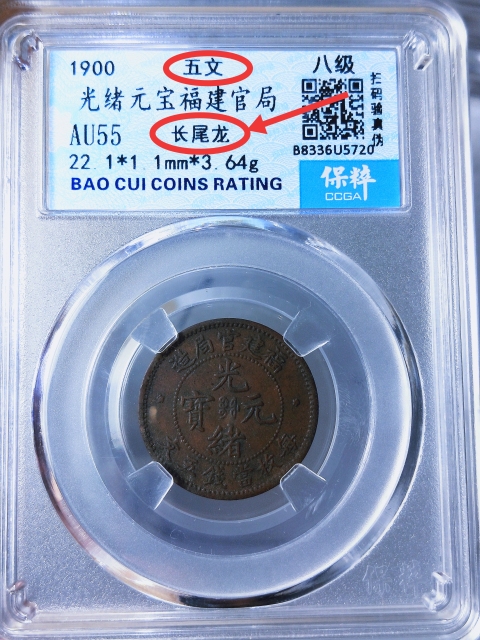 1900 五文 八级
光绪元宝福建官局
AU55 长尾龙
扫码验真伪
B8336U5720
22.1*1.1mm*3.64g
BAO CUI COINS RATING
保粹
CCGA
福建官局造
光緒元寶